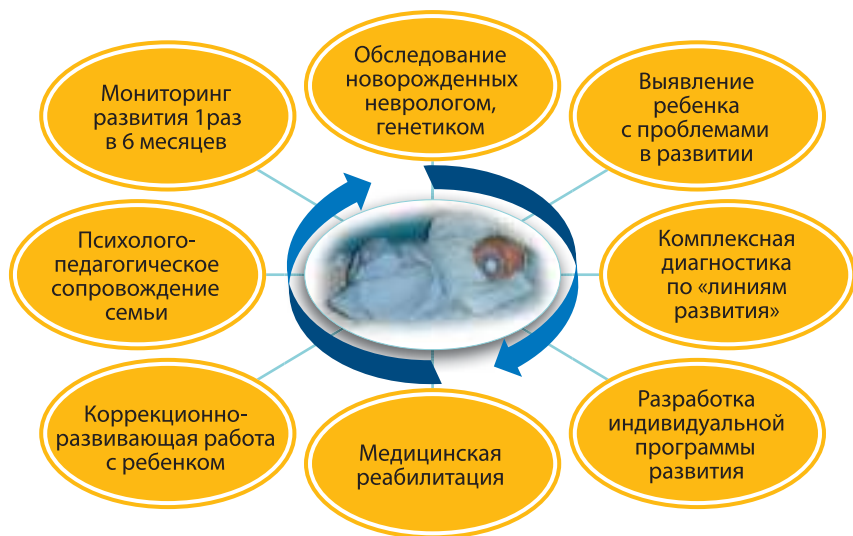 Обследование
новорожденных
неврологом,
генетиком
Выявление
ребенка
с проблемами
в развитии
Комплексная
диагностика
по «линиям
развития»
Разработка
индивидуальной
программы
развития
Медицинская
реабилитация
Коррекционно-
развивающая работа
с ребенком
Психолого-
педагогическое
сопровождение
семьи
Мониторинг
развития 1раз
в 6 месяцев